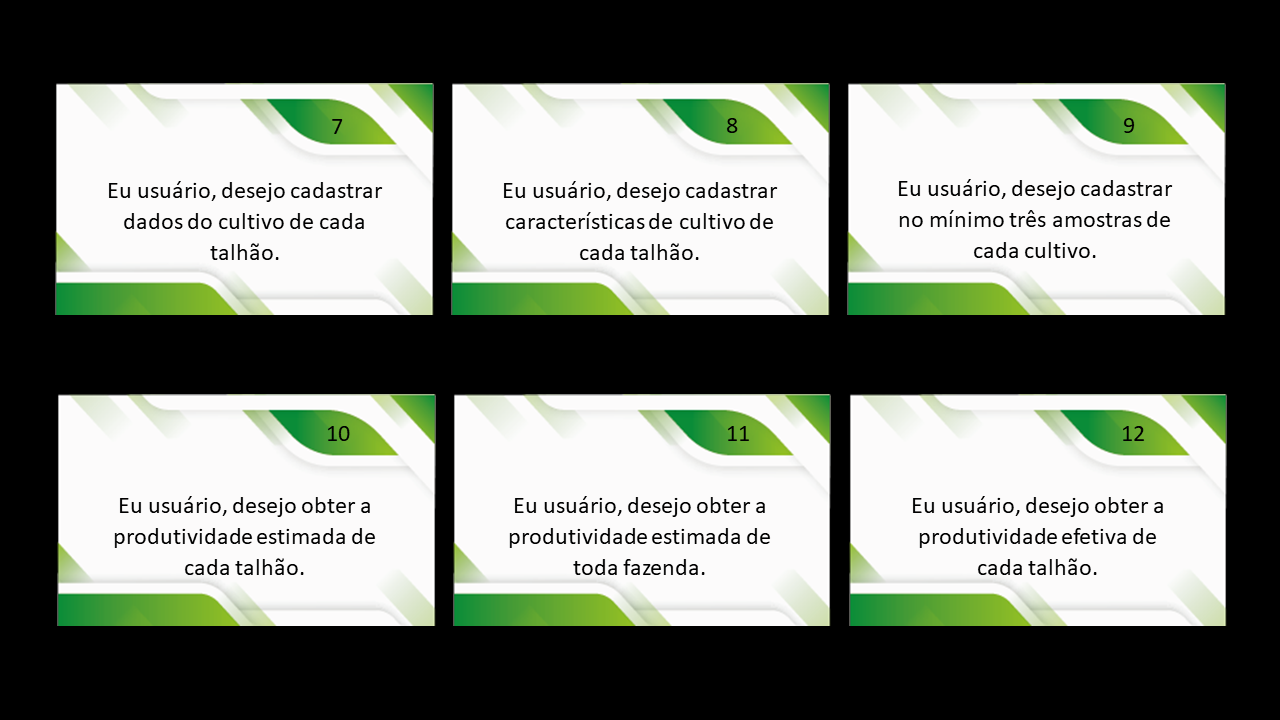 7
Eu usuário, desejo cadastrar
dados do cultivo de cada
talhão.
8
Eu usuário, desejo cadastrar
características de cultivo de
cada talhão.
9
Eu usuário, desejo cadastrar
no mínimo três amostras de
cada cultivo.
10
Eu usuário, desejo obter a
produtividade estimada de
cada talhão.
11
Eu usuário, desejo obter a
produtividade estimada de
toda fazenda.
12
Eu usuário, desejo obter a
produtividade efetiva de
cada talhão.